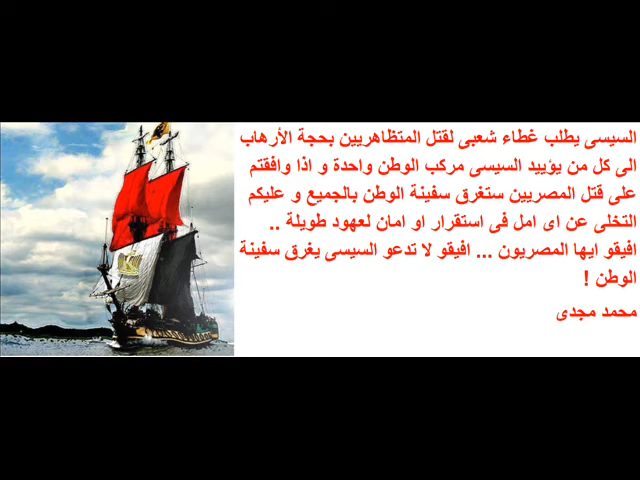 السيسى يطلب غطاء شعبى لقتل المتظاهريين بحجة الأرهاب
الى كل من يؤييد السيسى مركب الوطن واحدة و اذا وافقتم
على قتل المصريين ستغرق سفينة الوطن بالجميع و عليكم
التخلى عن اى امل فى استقرار او امان لعهود طويلة ..
افيقو ايها المصريون ... افيقو لا تدعو السيسى يغرق سفينة
الوطن !
محمد مجدى